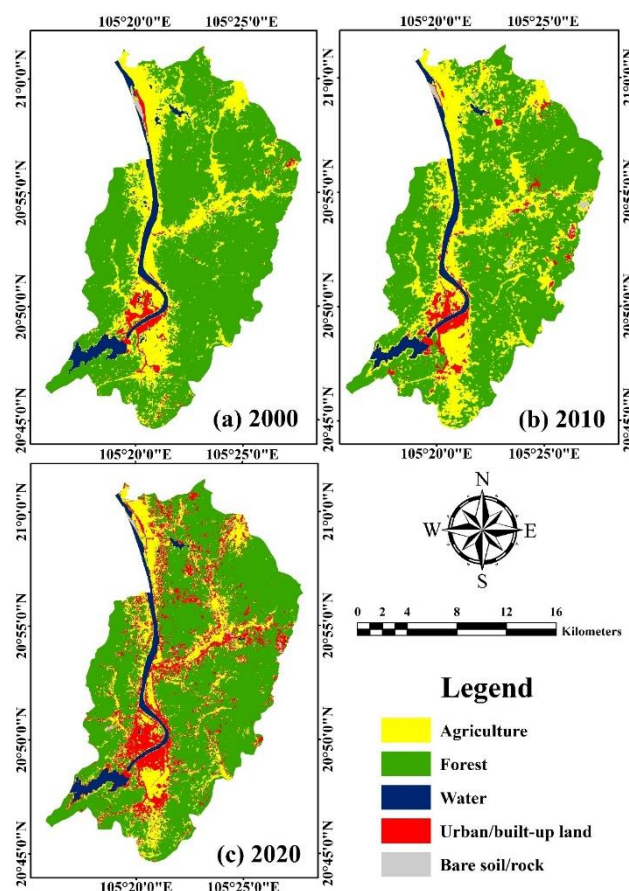 105°20'0"E 105°25'0"E 105°20'0"E 105°25'0"E
21°0'0"N 21°0'0"N
20°55'0"N 20°55'0"N
20°50'0"N 20°50'0"N
20°45'0"N 20°45'0"N
(a) 2000 (b) 2010
105°20'0"E 105°25'0"E 105°20'0"E 105°25'0"E
21°0'0"N
20°55'0"N
20°50'0"N
20°45'0"N
(c) 2020
105°20'0"E 105°25'0"E
N
W E
S
0 2 4 8 12 16
Kilometers
Legend
Agriculture
Forest
Water
Urban/built-up land
Bare soil/rock